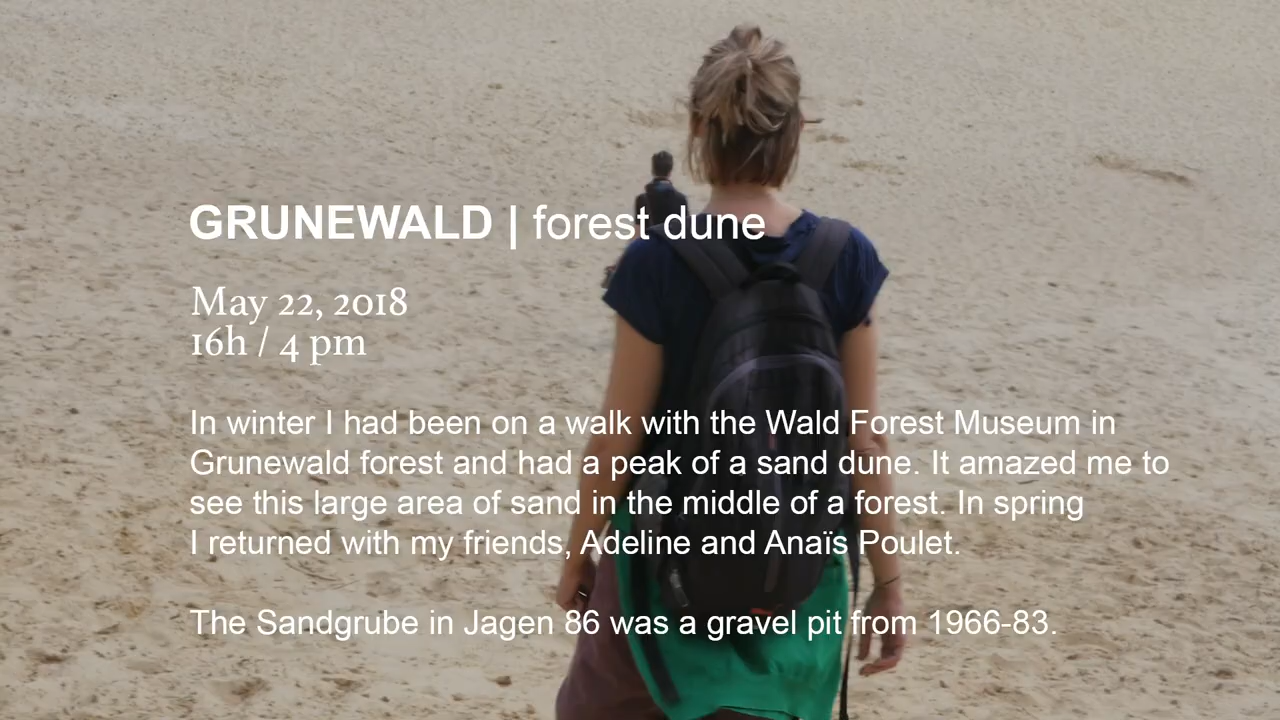 GRUNEWALD | forest dune
May 22, 2018
16h / 4 pm
In winter I had been on a walk with the Wald Forest Museum in
Grunewald forest and had a peak of a sand dune. It amazed me to
see this large area of sand in the middle of a forest. In spring
I returned with my friends, Adeline and Anaïs Poulet.
The Sandgrube in Jagen 86 was a gravel pit from 1966-83.